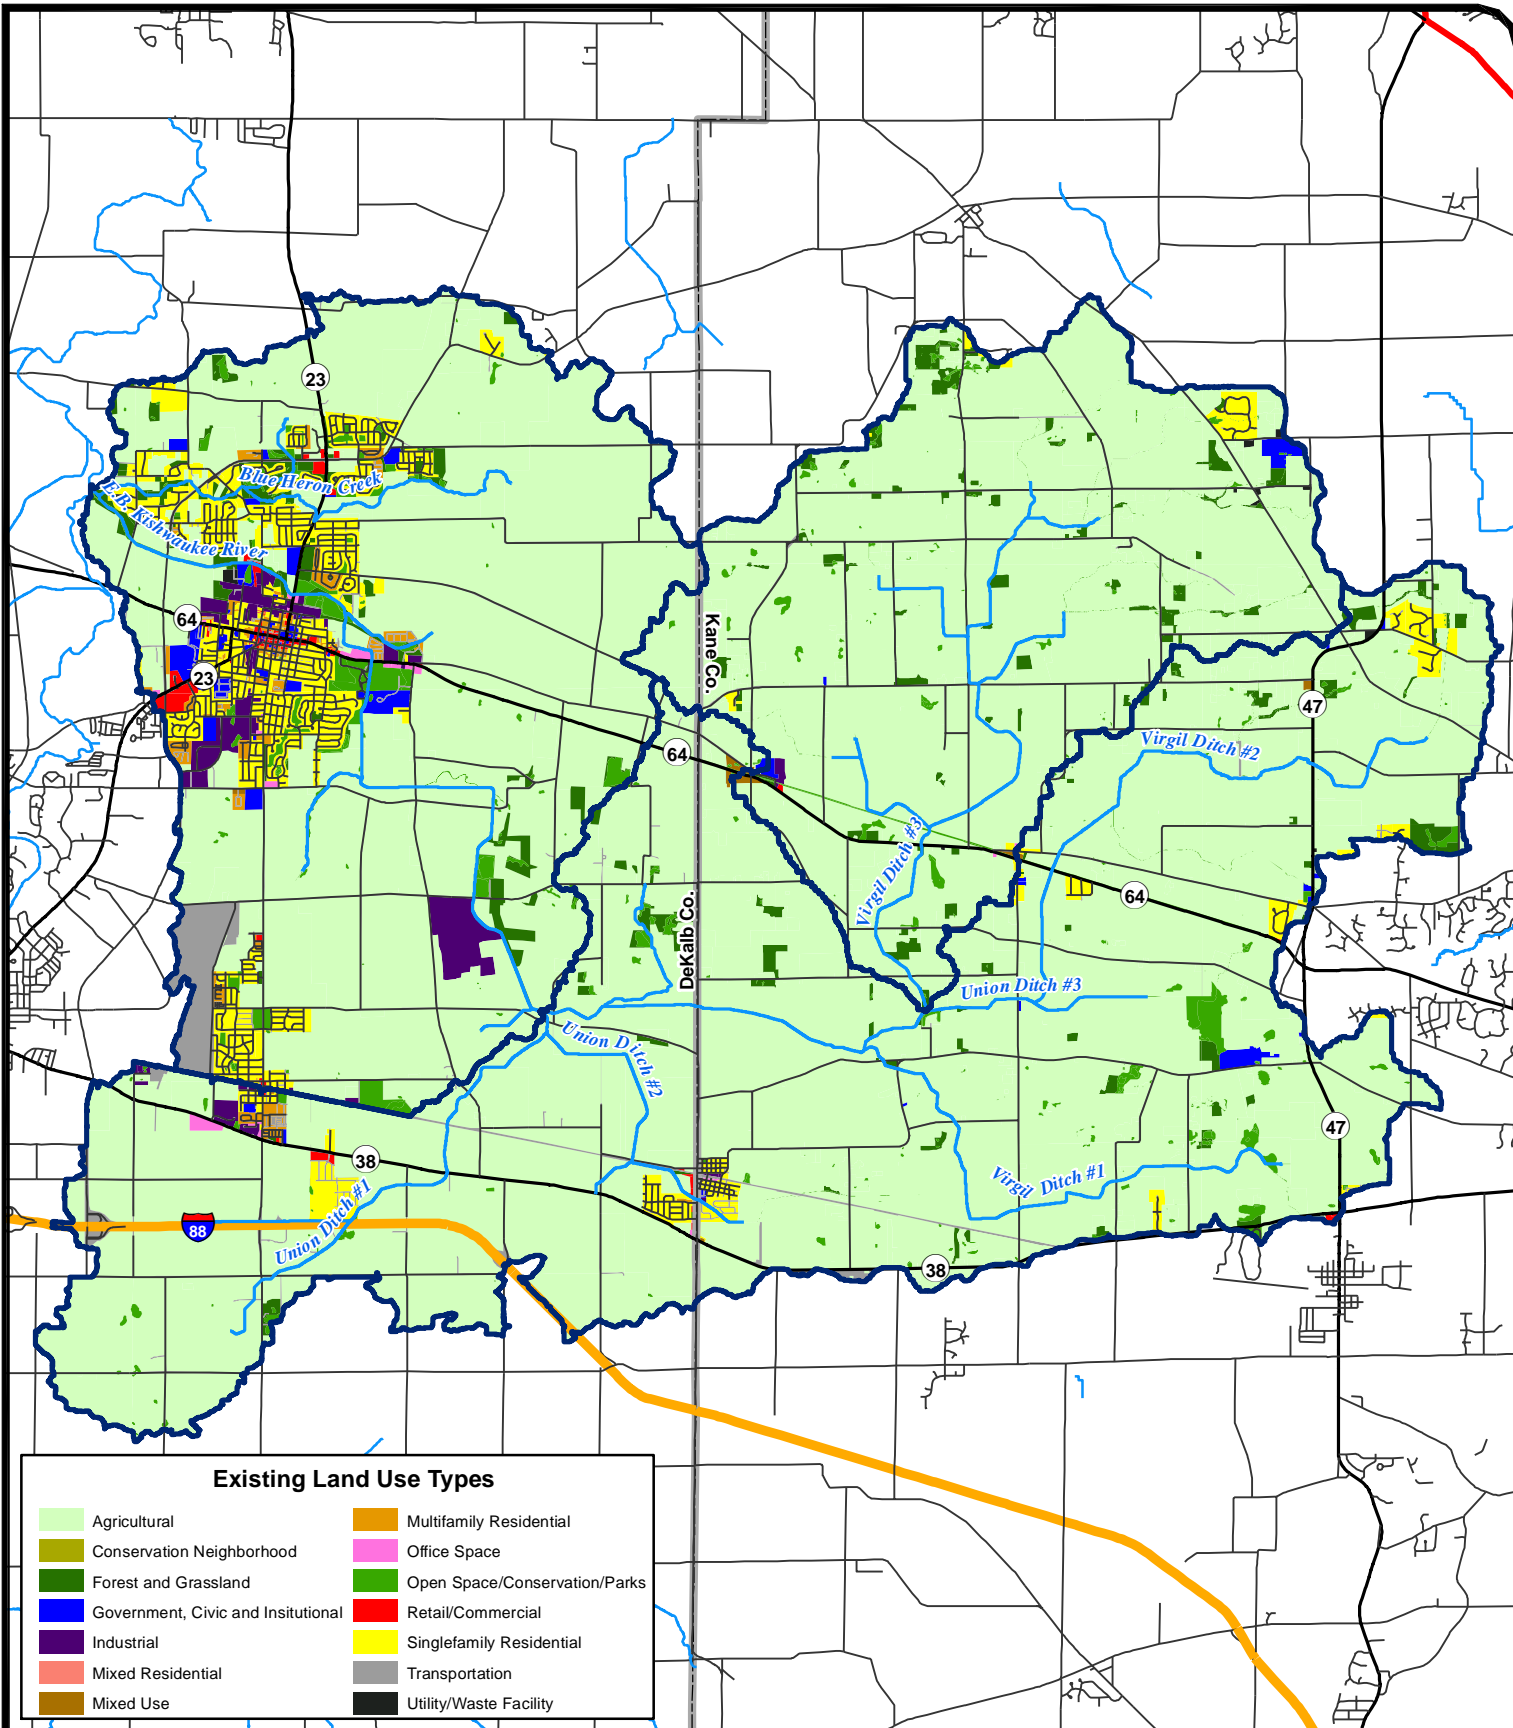 23
Blue Heron Creek
E.B. Kishwaukee River
64
23
Kane Co.
47
Virgil Ditch #2
64
Virgil Ditch #3
64
DeKalb Co.
Union Ditch #3
Union Ditch #2
47
38
Virgil Ditch #1
Union Ditch #1
88
38
Existing Land Use Types
Agricultural
Conservation Neighborhood
Forest and Grassland
Government, Civic and Insitutional
Industrial
Mixed Residential
Mixed Use
Multifamily Residential
Office Space
Open Space/Conservation/Parks
Retail/Commercial
Singlefamily Residential
Transportation
Utility/Waste Facility